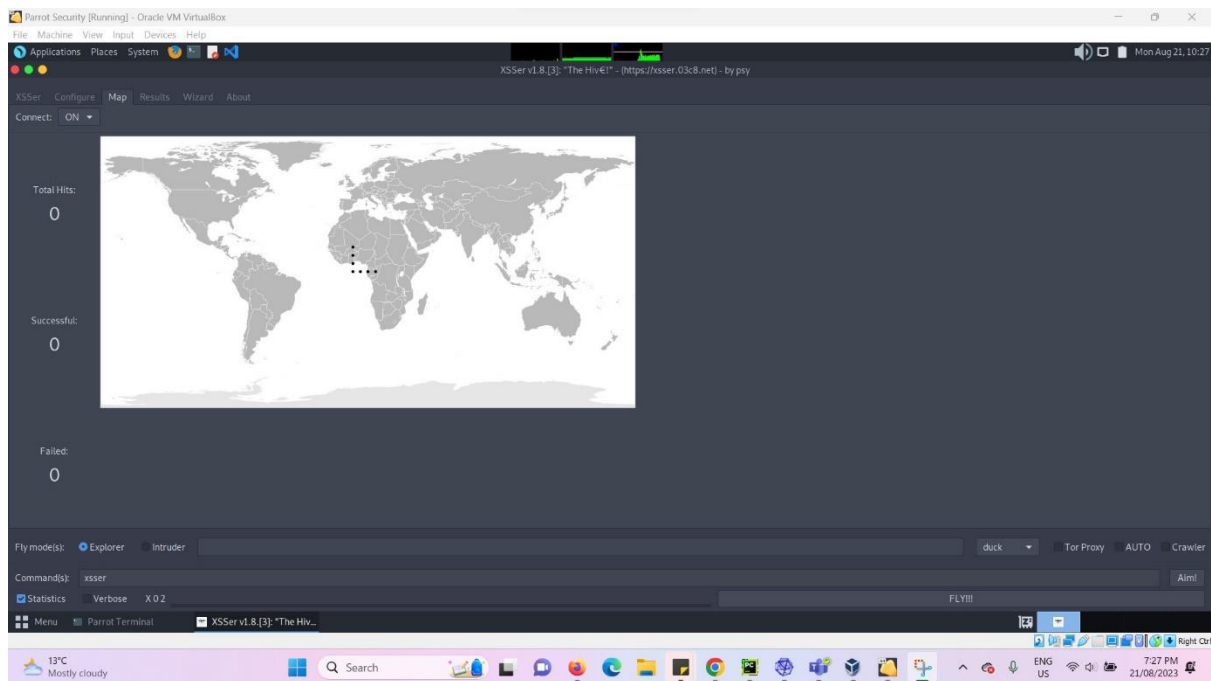 Parrot Security [Running] - Oracle VM VirtualBox
File Machine View Input Devices Help
Applications Places System Mon Aug 21, 10:27
XSSer v1.8.[3]: "The Hiv€!" - (https://xsser.03c8.net) - by psy
XSSer Configure Map Results Wizard About
Connect: ON
Total Hits:
0
Successful:
0
Failed:
0
Fly mode(s): Explorer Intruder duck Tor Proxy AUTO Crawler
Command(s): xsser Aim!
Statistics Verbose X 0 2 FLY!!!
Menu Parrot Terminal XSSer v1.8.[3]: "The Hiv...
Right Ctrl
13°C
Mostly cloudy
Search
ENG
US
7:27 PM
21/08/2023